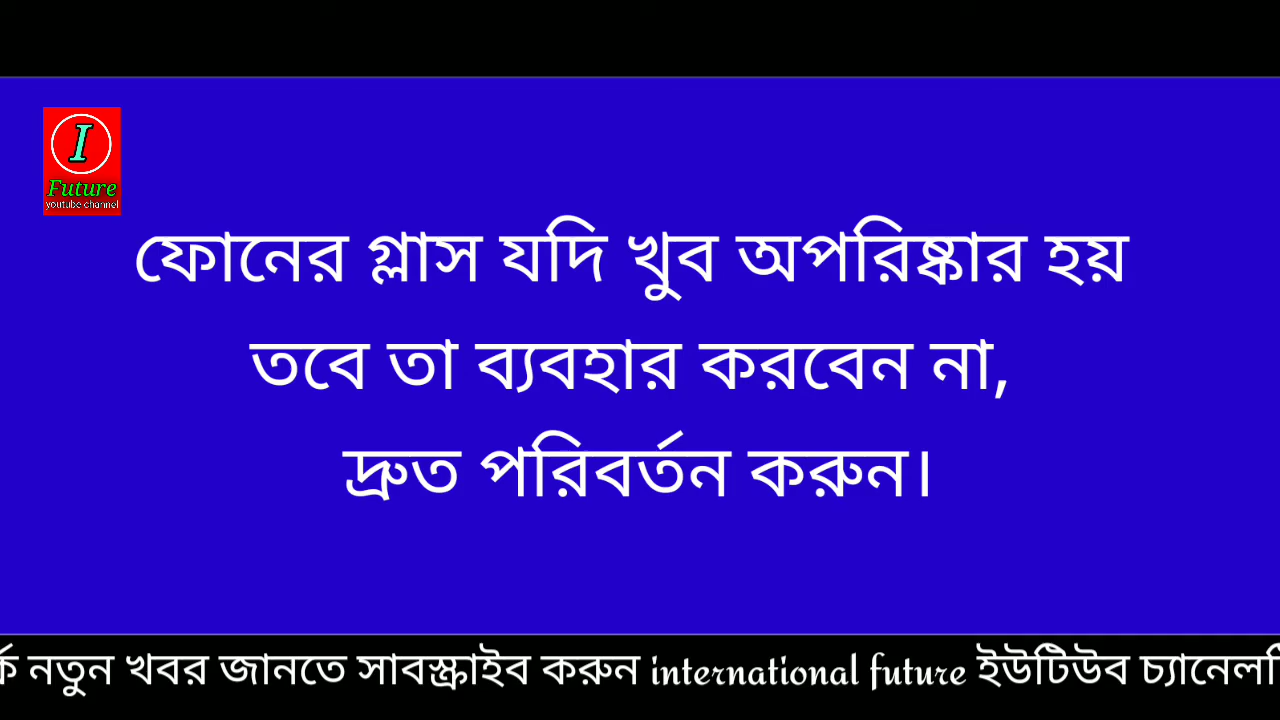 I
Future
youtube channel
ফোনের গ্লাস যদি খুব অপরিষ্কার হয়
তবে তা ব্যবহার করবেন না,
দ্রুত পরিবর্তন করুন।
নতুন খবর জানতে সাবস্ক্রাইব করুন international future ইউটিউব